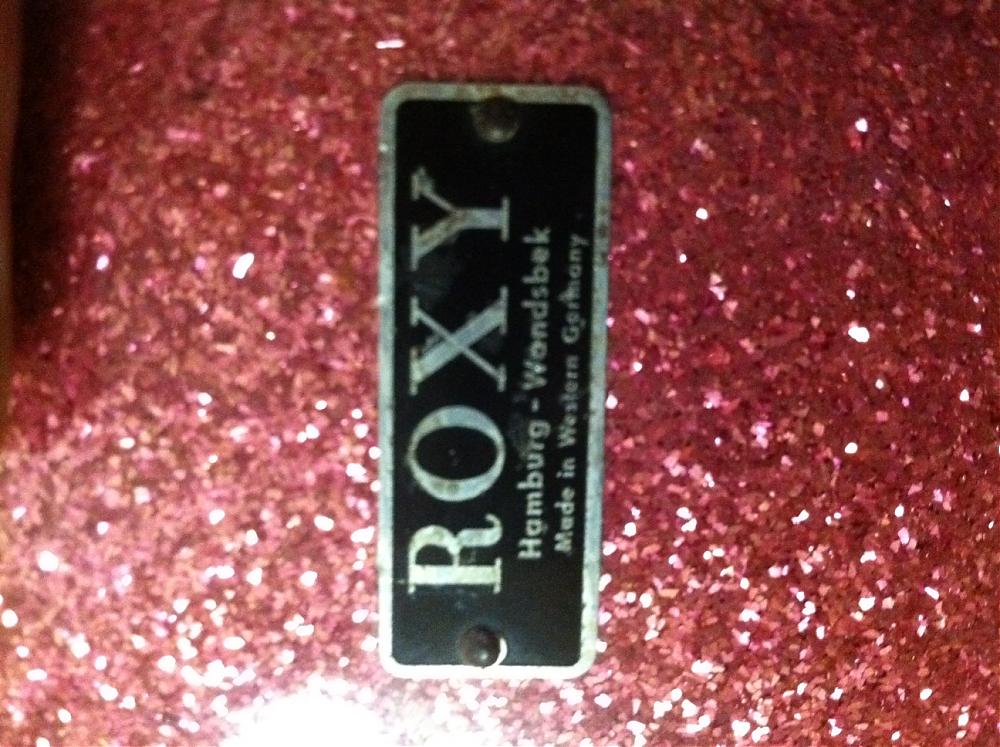 ROXY
Hamburg - Wandsbek
Made in Western Germany